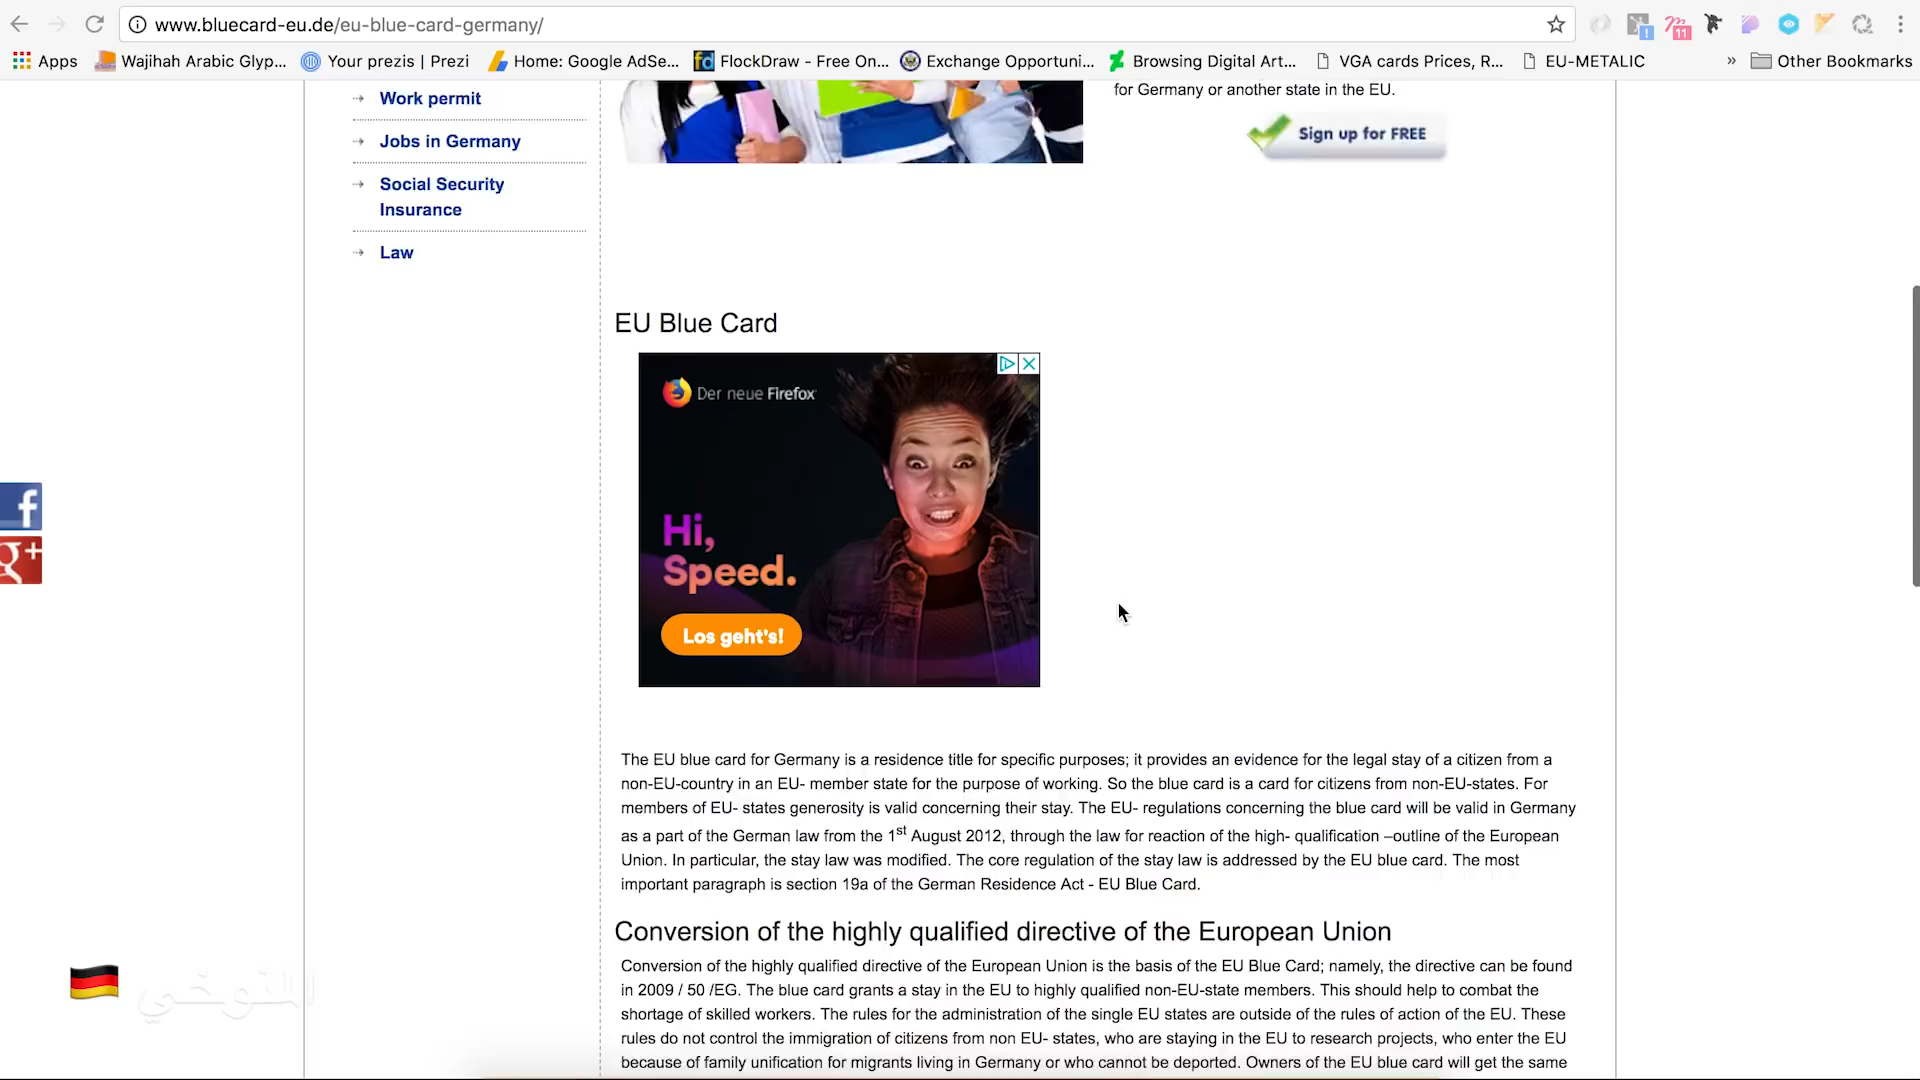 www.bluecard-eu.de/eu-blue-card-germany/
11
Apps
Wajihah Arabic Glyp...
Your prezis | Prezi
Home: Google AdSe...
FlockDraw - Free On...
Exchange Opportuni...
Browsing Digital Art...
VGA cards Prices, R...
EU-METALIC
»
Other Bookmarks
Work permit
Jobs in Germany
Social Security
Insurance
Law
for Germany or another state in the EU.
Sign up for FREE
EU Blue Card
Der neue Firefox
Hi,
Speed.
Los geht's!
f
g+
The EU blue card for Germany is a residence title for specific purposes; it provides an evidence for the legal stay of a citizen from a
non-EU-country in an EU- member state for the purpose of working. So the blue card is a card for citizens from non-EU-states. For
members of EU- states generosity is valid concerning their stay. The EU- regulations concerning the blue card will be valid in Germany
as a part of the German law from the 1st August 2012, through the law for reaction of the high- qualification –outline of the European
Union. In particular, the stay law was modified. The core regulation of the stay law is addressed by the EU blue card. The most
important paragraph is section 19a of the German Residence Act - EU Blue Card.
Conversion of the highly qualified directive of the European Union
Conversion of the highly qualified directive of the European Union is the basis of the EU Blue Card; namely, the directive can be found
in 2009 / 50 /EG. The blue card grants a stay in the EU to highly qualified non-EU-state members. This should help to combat the
shortage of skilled workers. The rules for the administration of the single EU states are outside of the rules of action of the EU. These
rules do not control the immigration of citizens from non EU- states, who are staying in the EU to research projects, who enter the EU
because of family unification for migrants living in Germany or who cannot be deported. Owners of the EU blue card will get the same